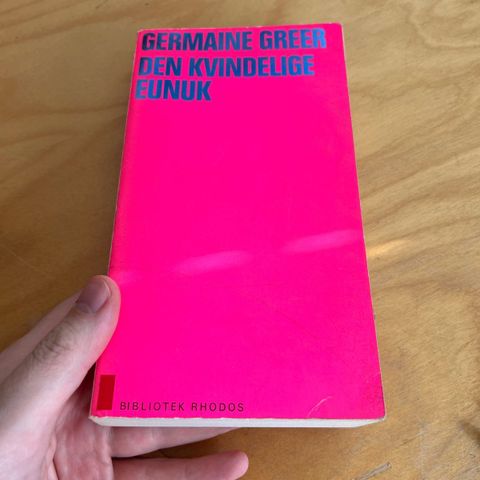 GERMAINE GREER
DEN KVINDELIGE
EUNUK
BIBLIOTEK RHODOS